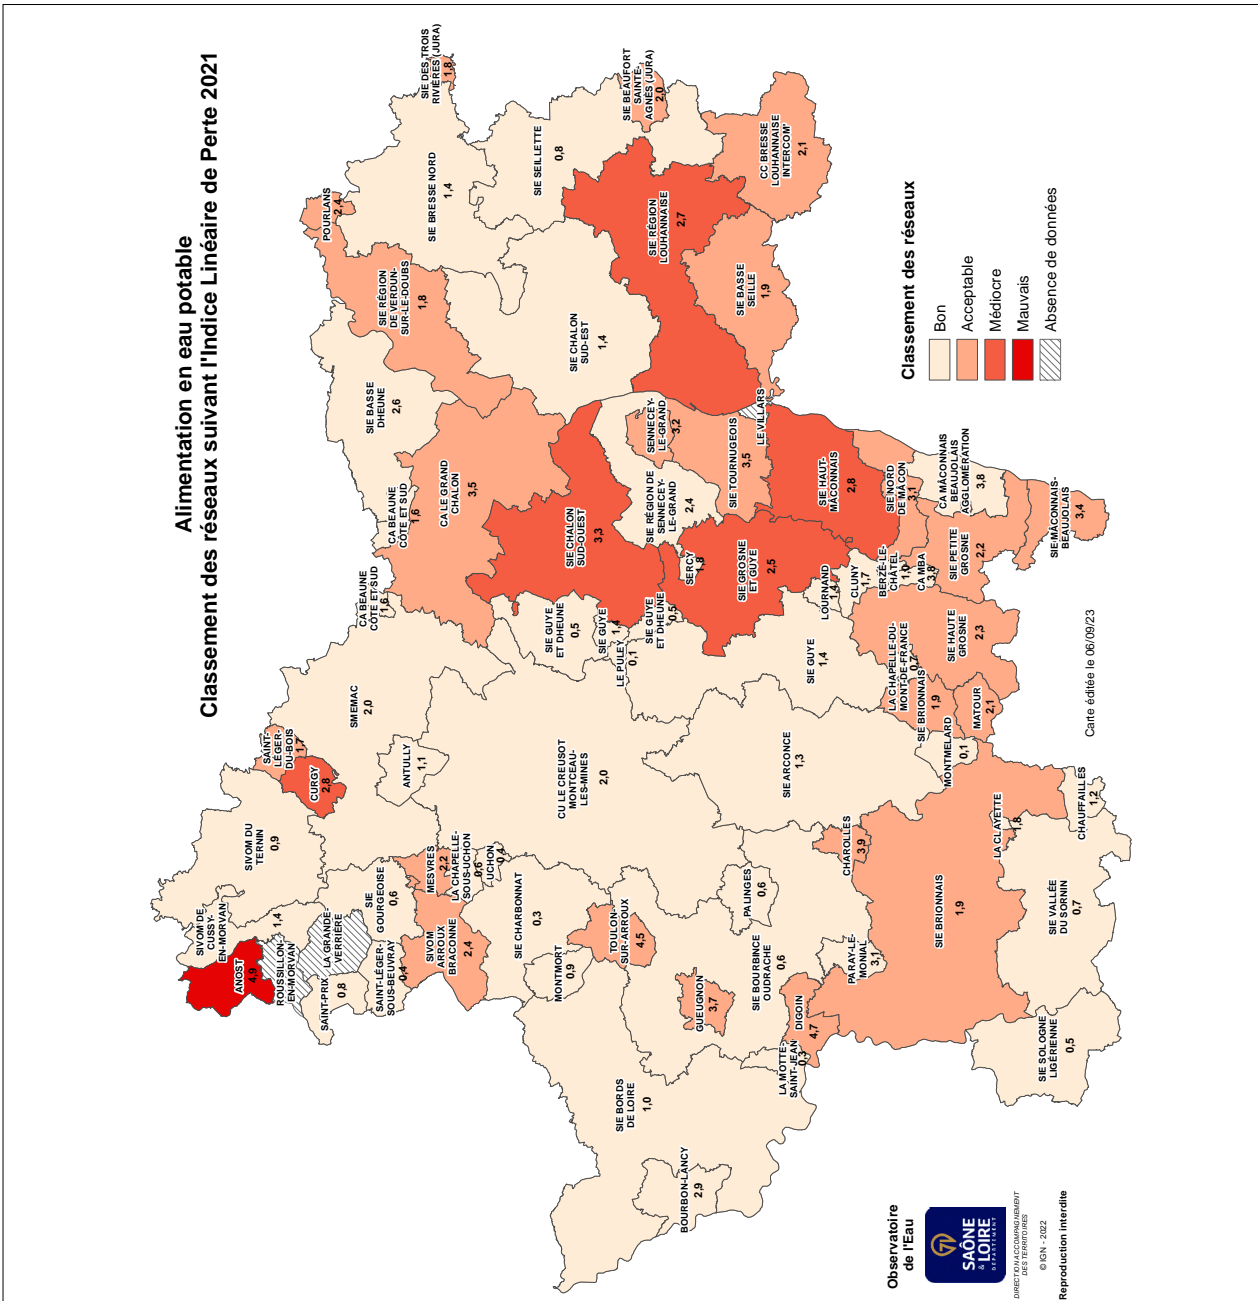 Alimentation en eau potable
Classement des réseaux suivant l'Indice Linéaire de Perte 2021
SIVOM DE
CUSSY-
EN-MORVAN
1,4
ANOST
4,9
ROUSSILLON-
EN-MORVAN
LA GRANDE-
VERRIÈRE
SAINT-PRIX
0,8
SAINT-LÉGER-
SOUS-BEUVRAY
0,4
SIVOM DU
TERNIN
0,9
SAINT-
LÉGER-
DU-BOIS
1,7
CURGY
2,8
SMEMAC
2,0
ANTULLY
1,1
SIE
GOURGEOISE
0,6
MESVRES
2,2
SIVOM
ARROUX
BRACONNE
2,4
LA CHAPELLE-
SOUS-UCHON
0,6
UCHON
0,4
SIE CHARBONNAT
0,3
MONTMORT
0,9
TOULON-
SUR-ARROUX
4,5
CU LE CREUSOT
MONTCEAU-
LES-MINES
2,0
CA BEAUNE
CÔTE ET SUD
1,6
CA BEAUNE
CÔTE ET SUD
1,6
SIE BASSE
DHEUNE
2,6
CA LE GRAND
CHALON
3,5
SIE RÉGION
DE VERDUN-
SUR-LE-DOUBS
1,8
POURLANS
2,4
SIE BRESSE NORD
1,4
SIE DES TROIS
RIVIÈRES (JURA)
1,8
SIE SEILLETTE
0,8
SIE BEAUFORT
SAINTE-
AGNÈS (JURA)
2,0
SIE CHALON
SUD-EST
1,4
SIE CHALON
SUD-OUEST
3,3
SIE GUYE
ET DHEUNE
0,5
SIE GUYE
1,4
LE PULEY
0,1
SIE GUYE
ET DHEUNE
0,5
SIE RÉGION DE
SENNECEY-
LE-GRAND
2,4
SENNECEY-
LE-GRAND
3,2
SIE RÉGION
LOUHANNAISE
2,7
CC BRESSE
LOUHANNAISE
INTERCOM'
2,1
SIE BASSE
SEILLE
1,9
SIE TOURNUGEOIS
3,5
LE VILLARS
SERCY
1,8
SIE GROSNE
ET GUYE
2,5
SIE HAUT-
MÂCONNAIS
2,8
SIE GUYE
1,4
LOURNAND
1,4
CLUNY
1,7
BERZÉ-LE-
CHÂTEL
1,0
CA MBA
3,8
SIE NORD
DE MÂCON
3,1
CA MÂCONNAIS
BEAUJOLAIS
AGGLOMÉRATION
3,8
SIE PETITE
GROSNE
2,2
SIE MÂCONNAIS-
BEAUJOLAIS
3,4
LA CHAPELLE-DU-
MONT-DE-FRANCE
0,7
SIE HAUTE
GROSNE
2,3
SIE BRIONNAIS
1,9
MATOUR
2,1
MONTMELARD
0,1
SIE ARCONCE
1,3
CHAROLLES
3,9
PALINGES
0,6
SIE BOURBINCE
OUDRACHE
0,6
GUEUGNON
3,7
PARAY-LE-
MONIAL
3,1
DIGOIN
4,7
LA MOTTE-
SAINT-JEAN
0,3
SIE BORDS
DE LOIRE
1,0
BOURBON-LANCY
2,9
SIE BRIONNAIS
1,9
LA CLAYETTE
1,8
CHAUFFAILLES
1,2
SIE VALLÉE
DU SORNIN
0,7
SIE SOLOGNE
LIGÉRIENNE
0,5
Classement des réseaux
Bon
Acceptable
Médiocre
Mauvais
Absence de données
Carte éditée le 06/09/23
Observatoire
de l'Eau
SAÔNE
& LOIRE
DÉPARTEMENT
DIRECTION ACCOMPAGNEMENT
DES TERRITOIRES
© IGN - 2022
Reproduction interdite